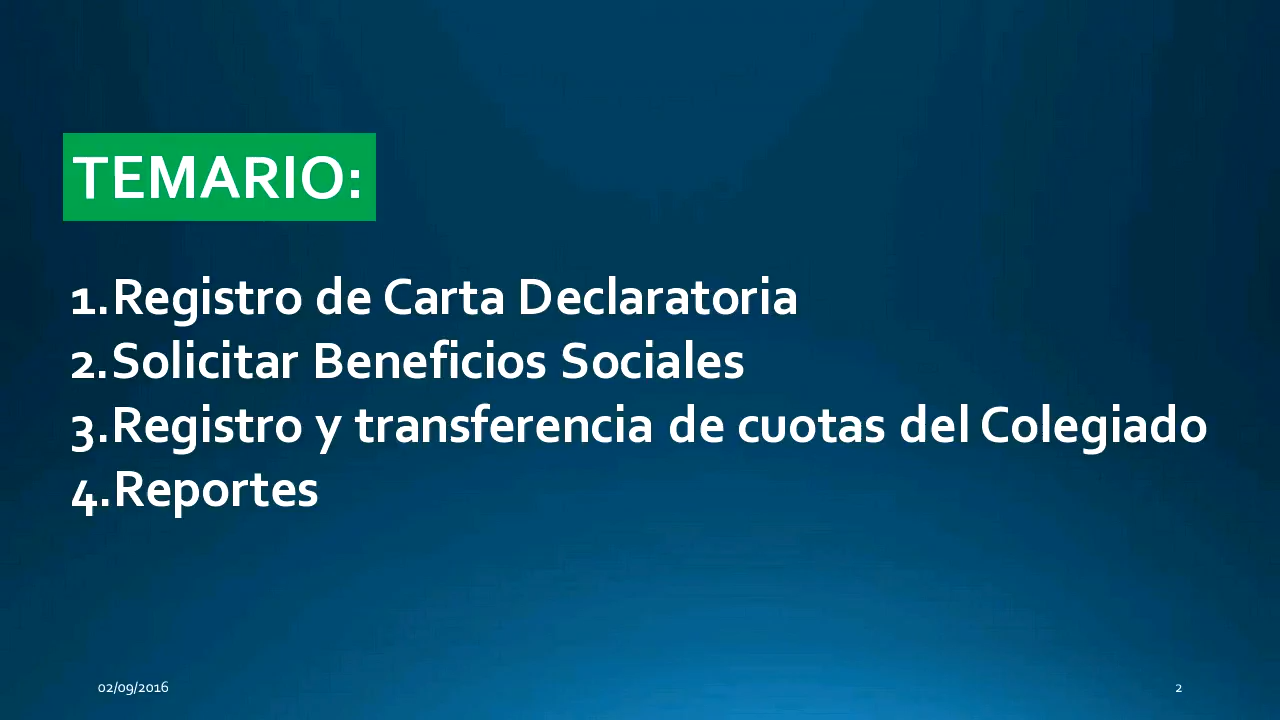 TEMARIO:
1.Registro de Carta Declaratoria
2.Solicitar Beneficios Sociales
3.Registro y transferencia de cuotas del Colegiado
4.Reportes
02/09/2016
2